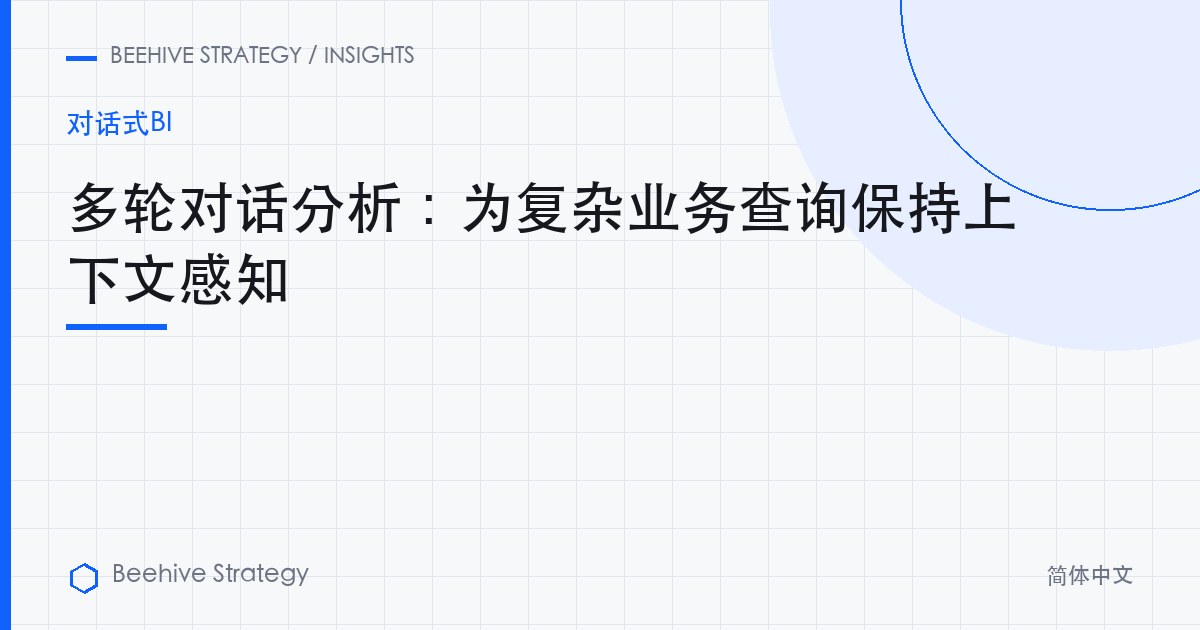 BEEHIVE STRATEGY / INSIGHTS
对话式BI
多轮对话分析：为复杂业务查询保持上
下文感知
Beehive Strategy
简体中文